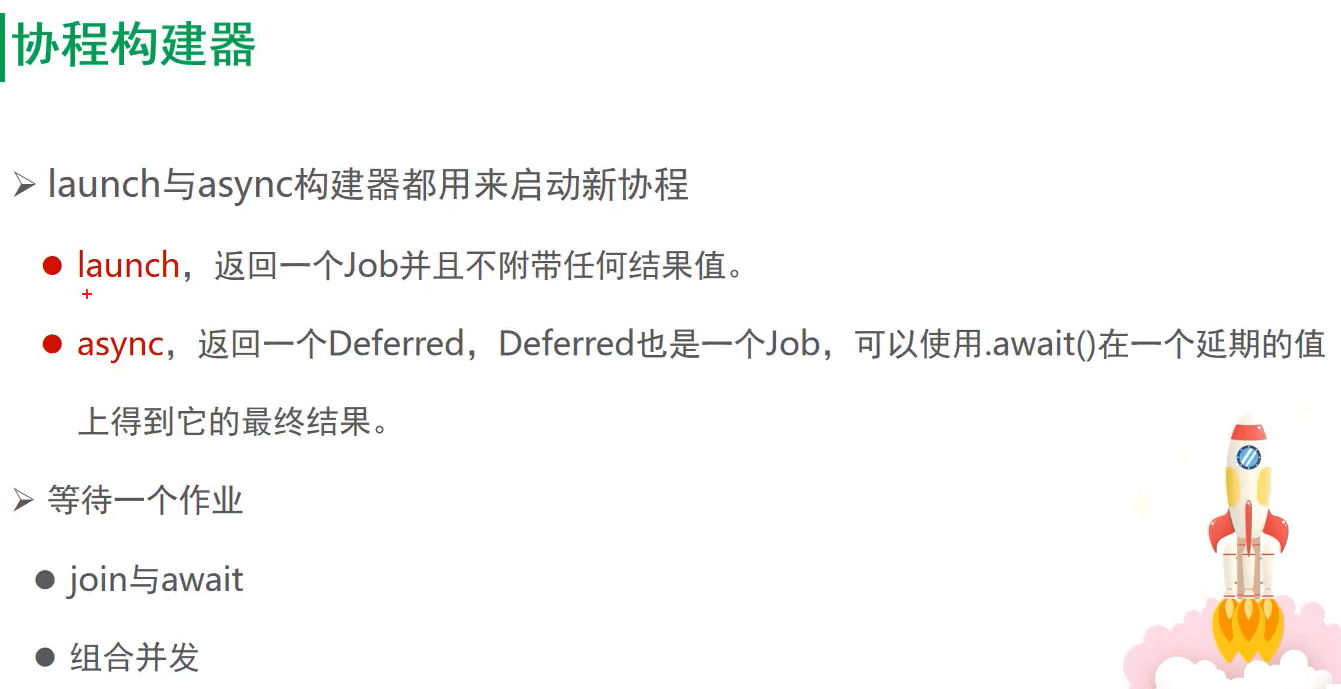 协程构建器
launch与async构建器都用来启动新协程
launch，返回一个Job并且不附带任何结果值。
async，返回一个Deferred，Deferred也是一个Job，可以使用.await()在一个延期的值
上得到它的最终结果。
等待一个作业
join与await
组合并发